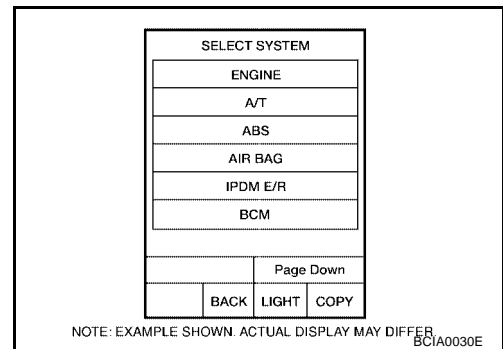 SELECT SYSTEM
ENGINE
A/T
ABS
AIR BAG
IPDM E/R
BCM
Page Down
BACK LIGHT COPY
NOTE: EXAMPLE SHOWN. ACTUAL DISPLAY MAY DIFFER.
BCIA0030E